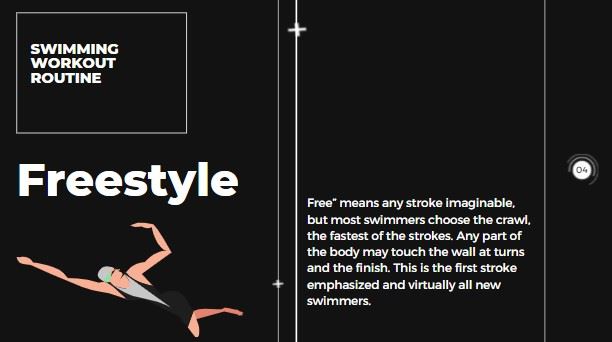 SWIMMING
WORKOUT
ROUTINE
Freestyle
Free” means any stroke imaginable,
but most swimmers choose the crawl,
the fastest of the strokes. Any part of
the body may touch the wall at turns
and the finish. This is the first stroke
emphasized and virtually all new
swimmers.
04